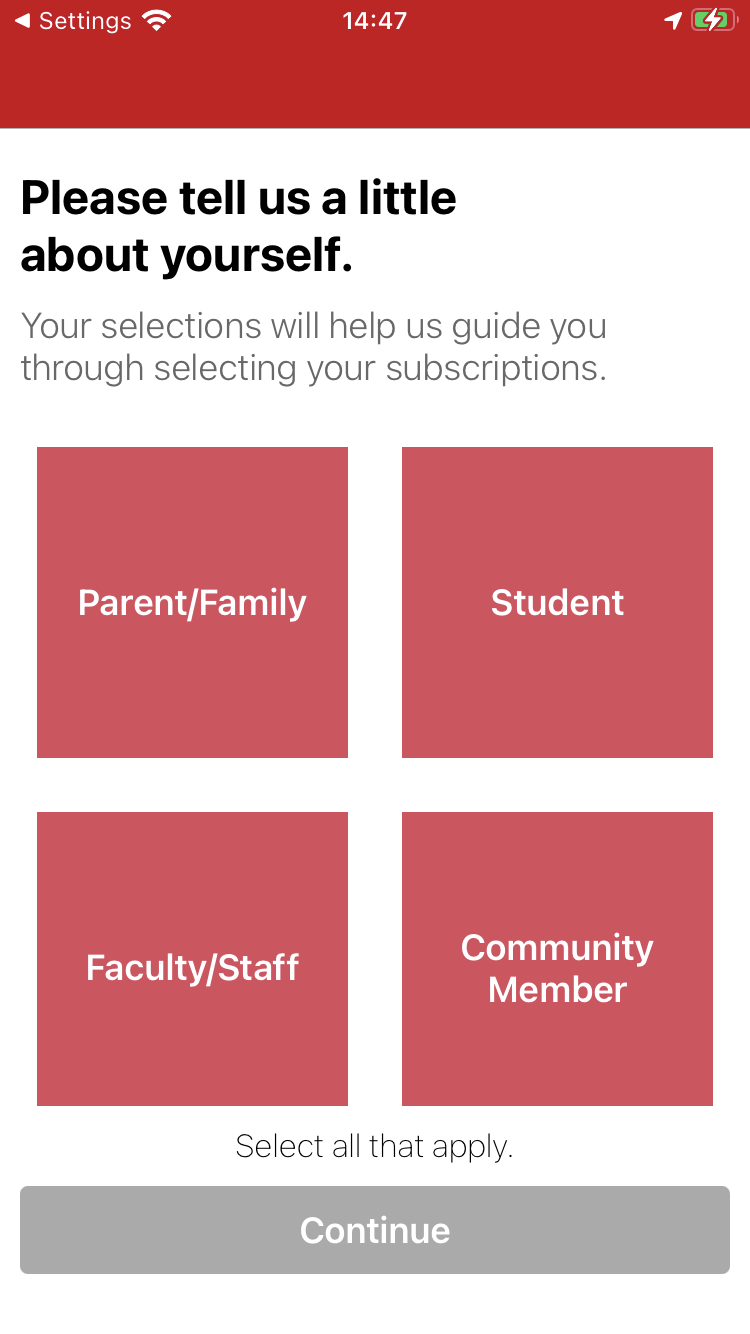 Settings
14:47
Please tell us a little
about yourself.
Your selections will help us guide you
through selecting your subscriptions.
Parent/Family
Student
Faculty/Staff
Community
Member
Select all that apply.
Continue